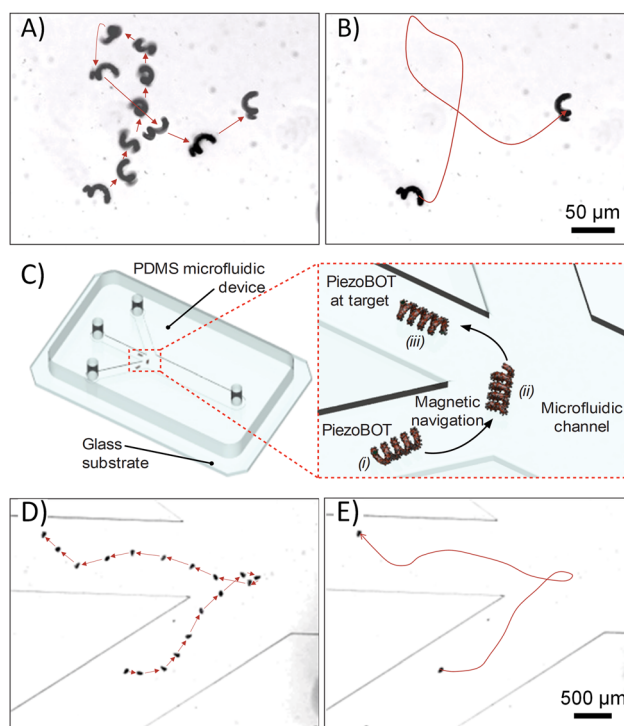 A)
B)
50 µm
C)
PDMS microfluidic
device
Glass
substrate
PiezoBOT
at target
(iii)
(ii)
Magnetic
navigation
Microfluidic
channel
PiezoBOT
(i)
D)
E)
500 µm